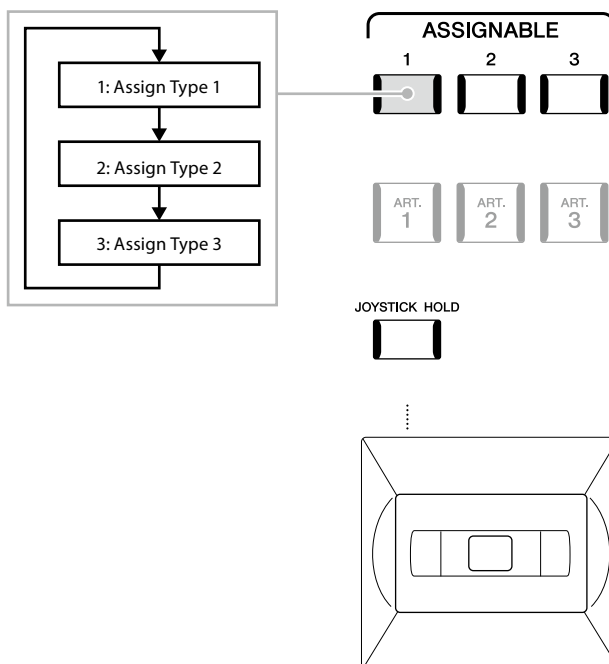 1: Assign Type 1
2: Assign Type 2
3: Assign Type 3
ASSIGNABLE
1 2 3
ART. 1
ART. 2
ART. 3
JOYSTICK HOLD